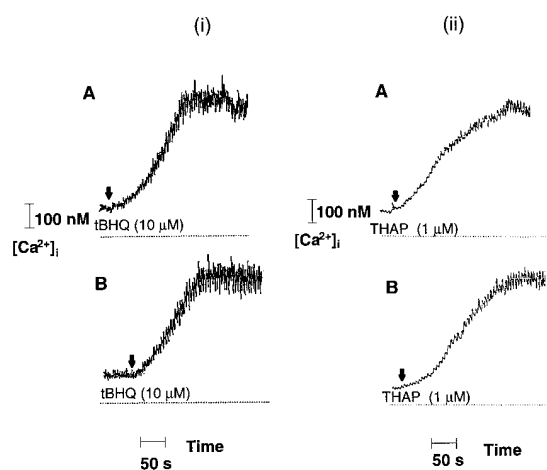 (i)
(ii)
A
100 nM
[Ca²⁺]ᵢ
tBHQ (10 µM)
B
tBHQ (10 µM)
50 s
Time
A
100 nM
[Ca²⁺]ᵢ
THAP (1 µM)
B
THAP (1 µM)
50 s
Time